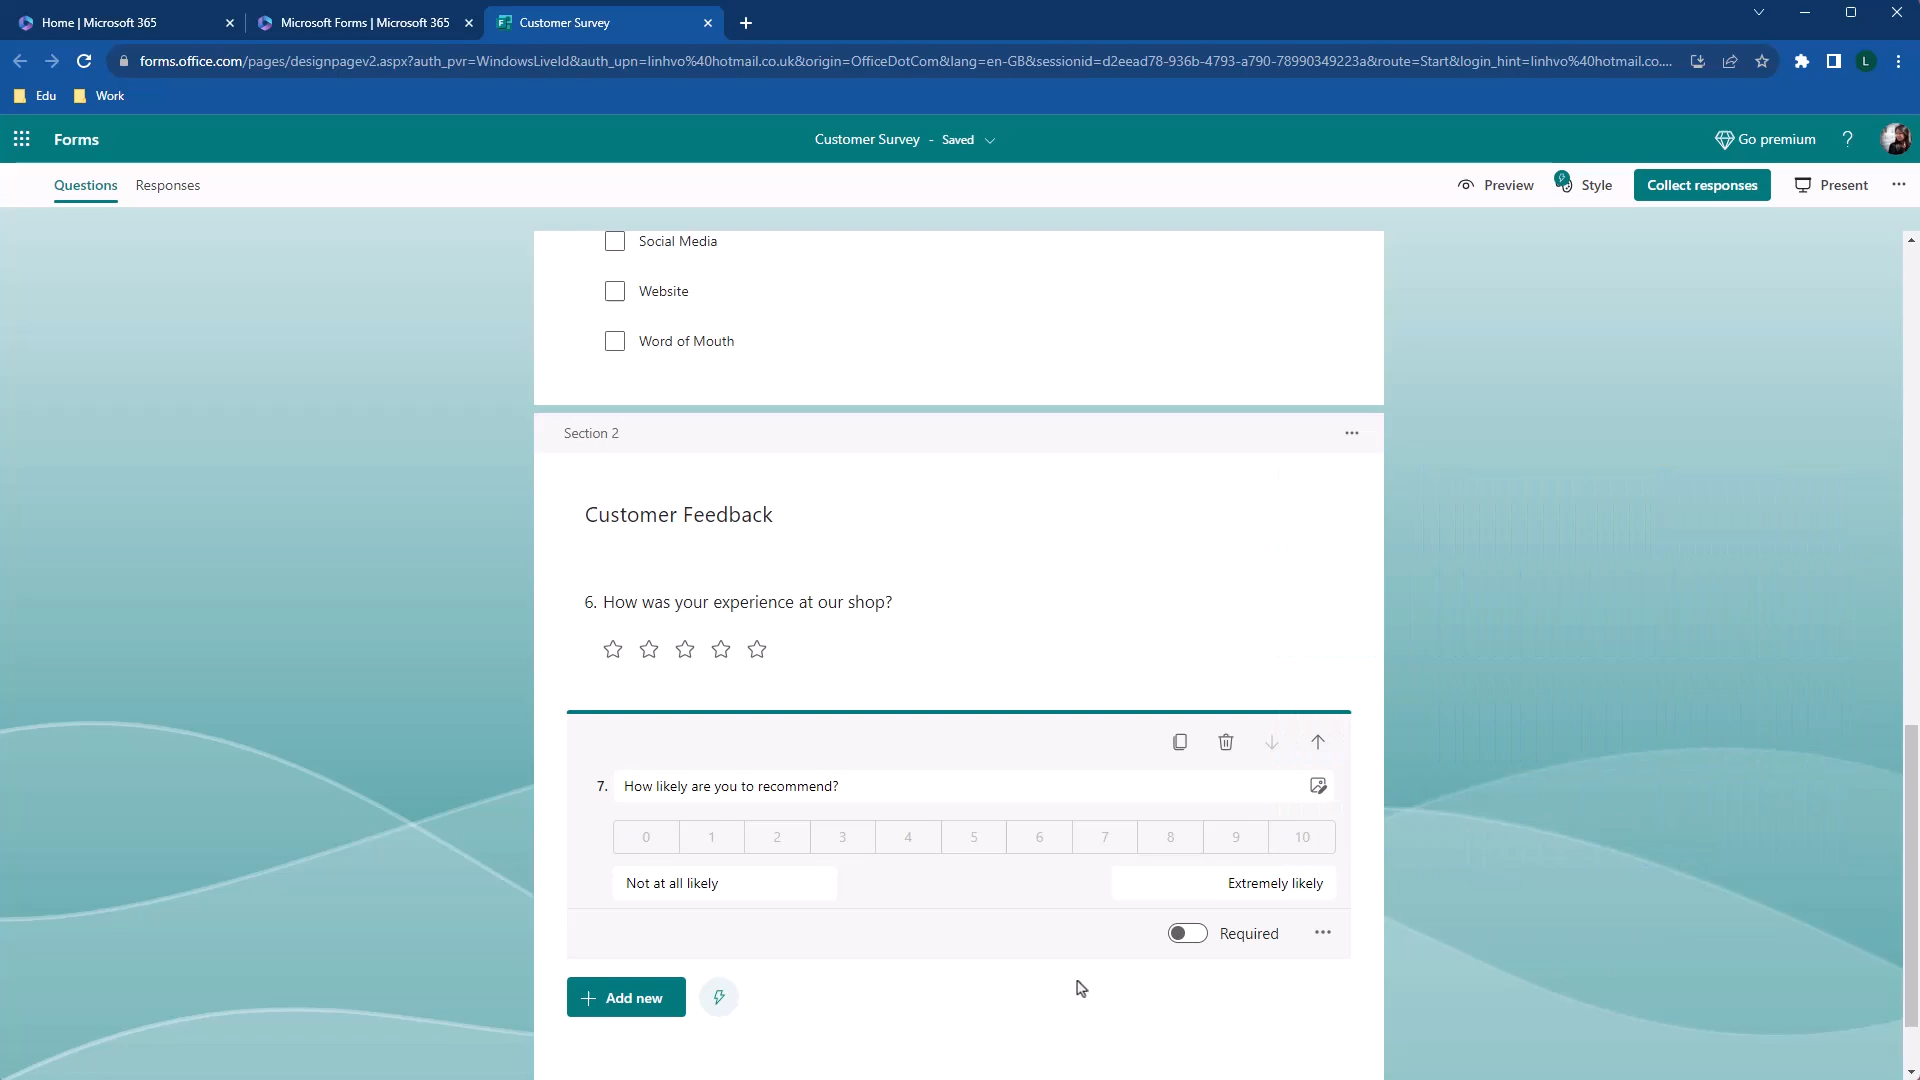 Home | Microsoft 365
Microsoft Forms | Microsoft 365
Customer Survey
forms.office.com/pages/designpagev2.aspx?auth_pvr=WindowsLiveId&auth_upn=linhvo%40hotmail.co.uk&origin=OfficeDotCom&lang=en-GB&sessionid=d2eead78-936b-4793-a790-78990349223a&route=Start&login_hint=linhvo%40hotmail.co....
L
Edu
Work
Forms
Customer Survey - Saved
Go premium
?
Questions
Responses
Preview
Style
Collect responses
Present
Social Media
Website
Word of Mouth
Section 2
Customer Feedback
6. How was your experience at our shop?
7. How likely are you to recommend?
0 1 2 3 4 5 6 7 8 9 10
Not at all likely
Extremely likely
Required
Add new